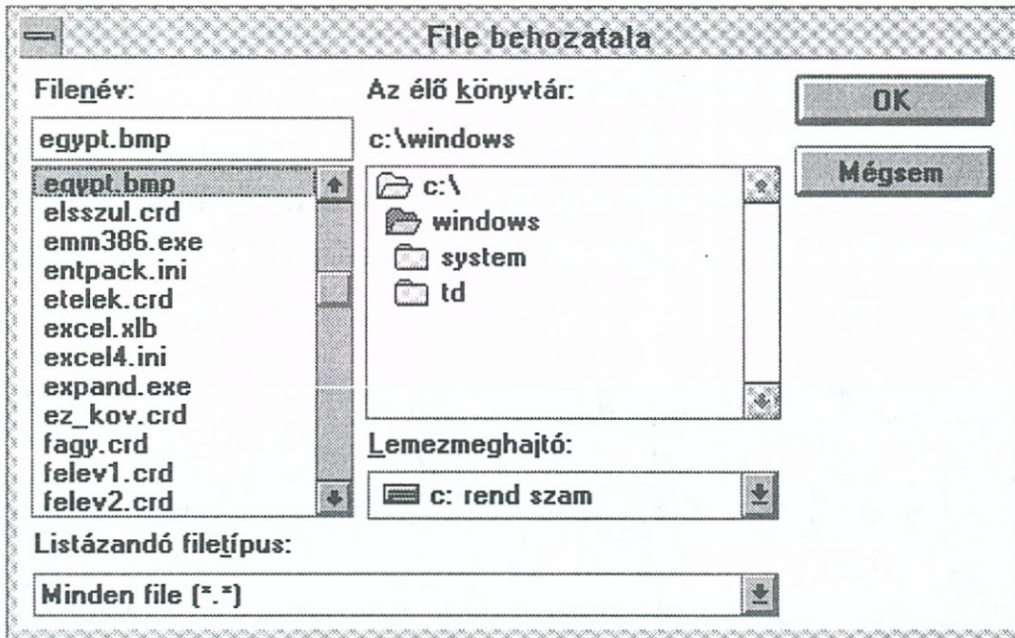 File behozatala
Filenév:
egypt.bmp
egypt.bmp
elsszul.crd
emm386.exe
entpack.ini
etelek.crd
excel.xlb
excel4.ini
expand.exe
ez_kov.crd
fagy.crd
felev1.crd
felev2.crd
Az élő könyvtár:
c:\windows
c:\
windows
system
td
Lemezmeghajtó:
c: rend szam
OK
Mégsem
Listázandó filetípus:
Minden file (*.*)